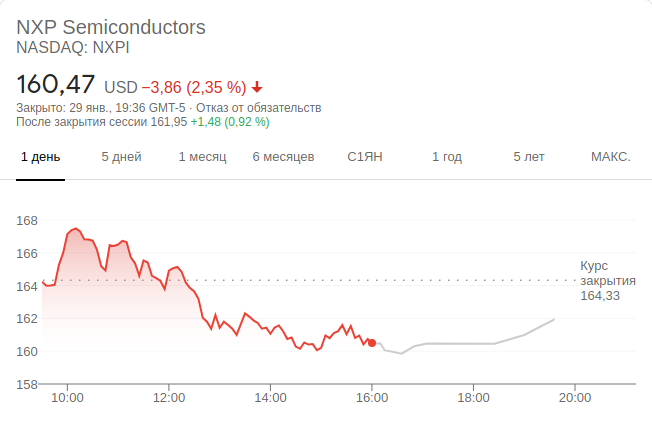 NXP Semiconductors
NASDAQ: NXPI
160,47 USD −3,86 (2,35 %)
Закрыто: 29 янв., 19:36 GMT-5 · Отказ от обязательств
После закрытия сессии 161,95 +1,48 (0,92 %)
1 день 5 дней 1 месяц 6 месяцев С1ЯН 1 год 5 лет МАКС.
168
166
164
162
160
158
Курс
закрытия
164,33
10:00 12:00 14:00 16:00 18:00 20:00